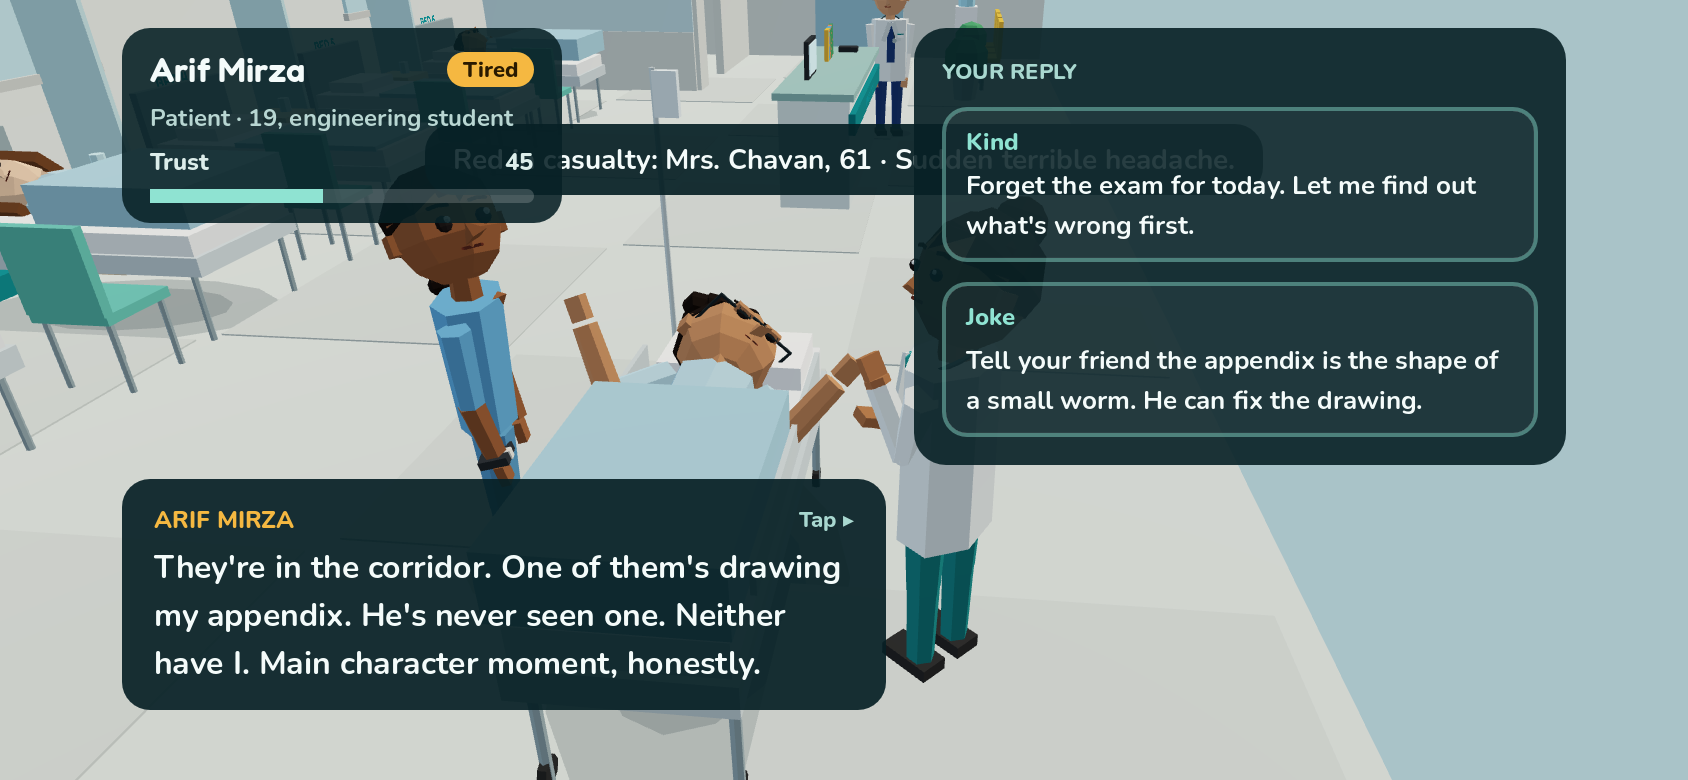 Arif Mirza
Tired
Patient · 19, engineering student
Trust
45
casualty: Mrs. Chavan, 61 · Sudden terrible headache.
YOUR REPLY
Kind
Forget the exam for today. Let me find out
what's wrong first.
Joke
Tell your friend the appendix is the shape of
a small worm. He can fix the drawing.
ARIF MIRZA
Tap ▸
They're in the corridor. One of them's drawing
my appendix. He's never seen one. Neither
have I. Main character moment, honestly.